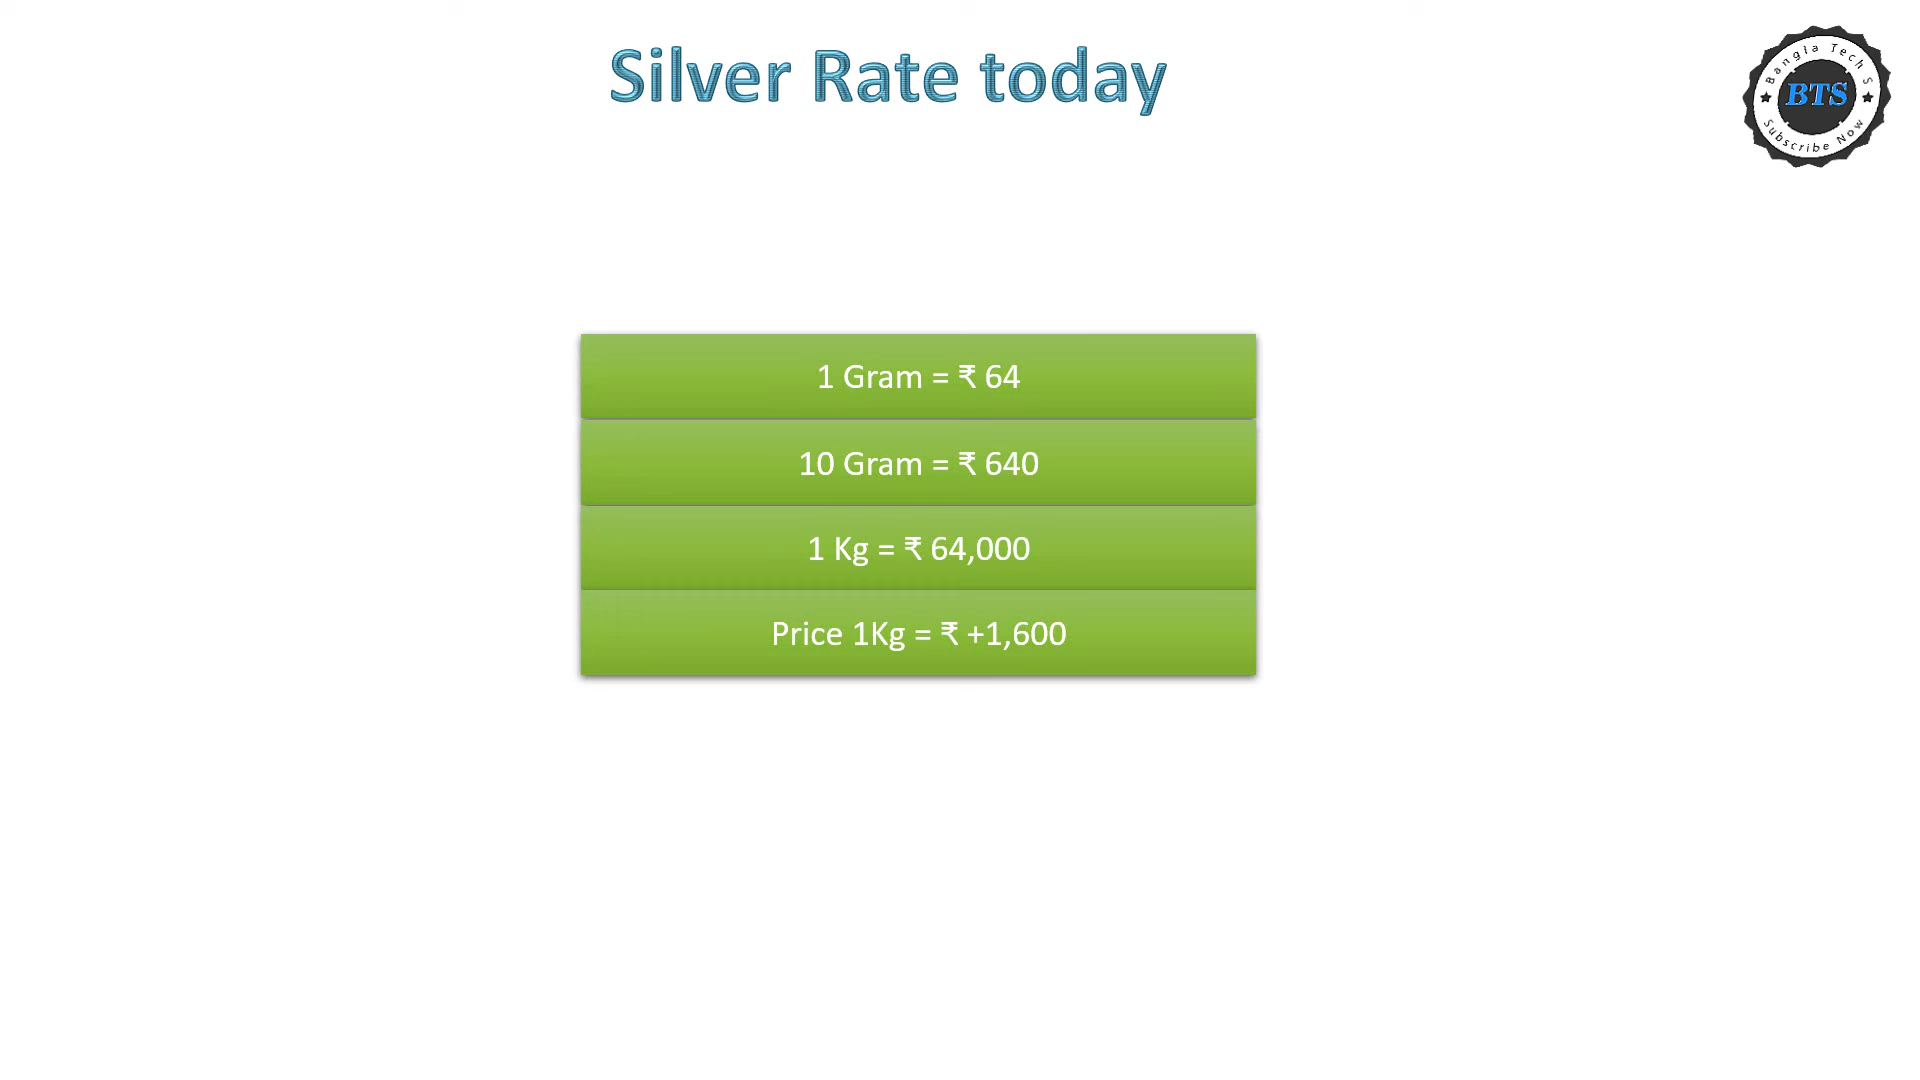 Silver Rate today
Bangla Tech S
BTS
Subscribe Now
1 Gram = ₹ 64
10 Gram = ₹ 640
1 Kg = ₹ 64,000
Price 1Kg = ₹ +1,600